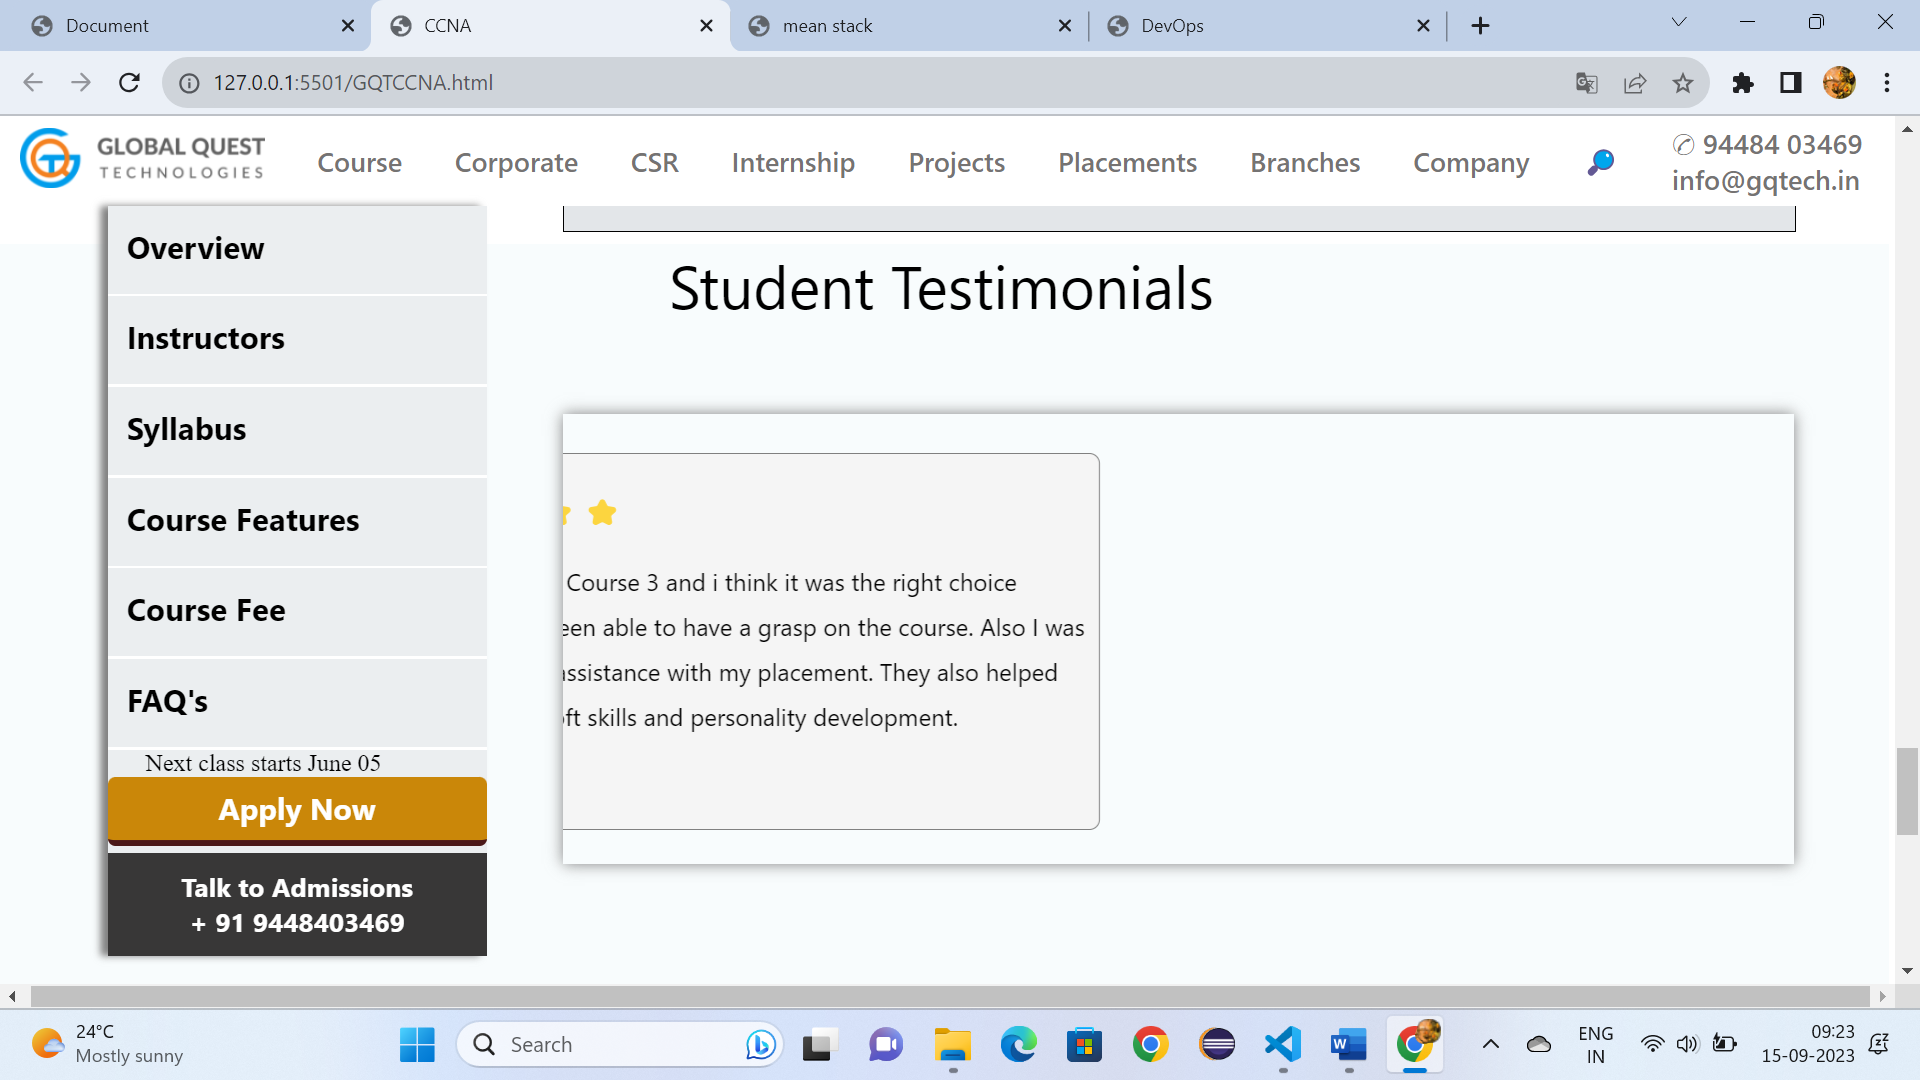 Document
CCNA
mean stack
DevOps
127.0.0.1:5501/GQTCCNA.html
GLOBAL QUEST
TECHNOLOGIES
Course
Corporate
CSR
Internship
Projects
Placements
Branches
Company
✆ 94484 03469
info@gqtech.in
Overview
Instructors
Syllabus
Course Features
Course Fee
FAQ's
Next class starts June 05
Apply Now
Talk to Admissions
+ 91 9448403469
Student Testimonials
Course 3 and i think it was the right choice
een able to have a grasp on the course. Also I was
ssistance with my placement. They also helped
ft skills and personality development.
24°C
Mostly sunny
Search
ENG
IN
09:23
15-09-2023